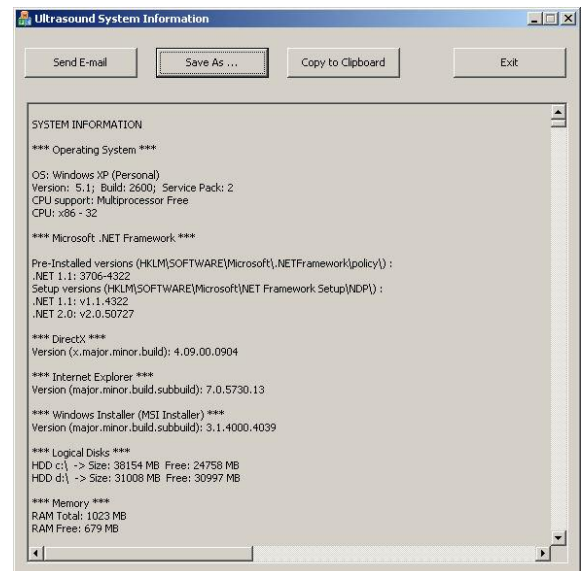 Ultrasound System Information
Send E-mail
Save As ...
Copy to Clipboard
Exit
SYSTEM INFORMATION
*** Operating System ***
OS: Windows XP (Personal)
Version:  5.1;  Build: 2600;  Service Pack: 2
CPU support: Multiprocessor Free
CPU: x86 - 32
*** Microsoft .NET Framework ***
Pre-Installed versions (HKLM\SOFTWARE\Microsoft\.NETFramework\policy\) :
.NET 1.1: 3706-4322
Setup versions (HKLM\SOFTWARE\Microsoft\NET Framework Setup\NDP\) :
.NET 1.1: v1.1.4322
.NET 2.0: v2.0.50727
*** DirectX ***
Version (x.major.minor.build): 4.09.00.0904
*** Internet Explorer ***
Version (major.minor.build.subbuild): 7.0.5730.13
*** Windows Installer (MSI Installer) ***
Version (major.minor.build.subbuild): 3.1.4000.4039
*** Logical Disks ***
HDD c:\  -> Size: 38154 MB  Free: 24758 MB
HDD d:\  -> Size: 31008 MB  Free: 30997 MB
*** Memory ***
RAM Total: 1023 MB
RAM Free: 679 MB